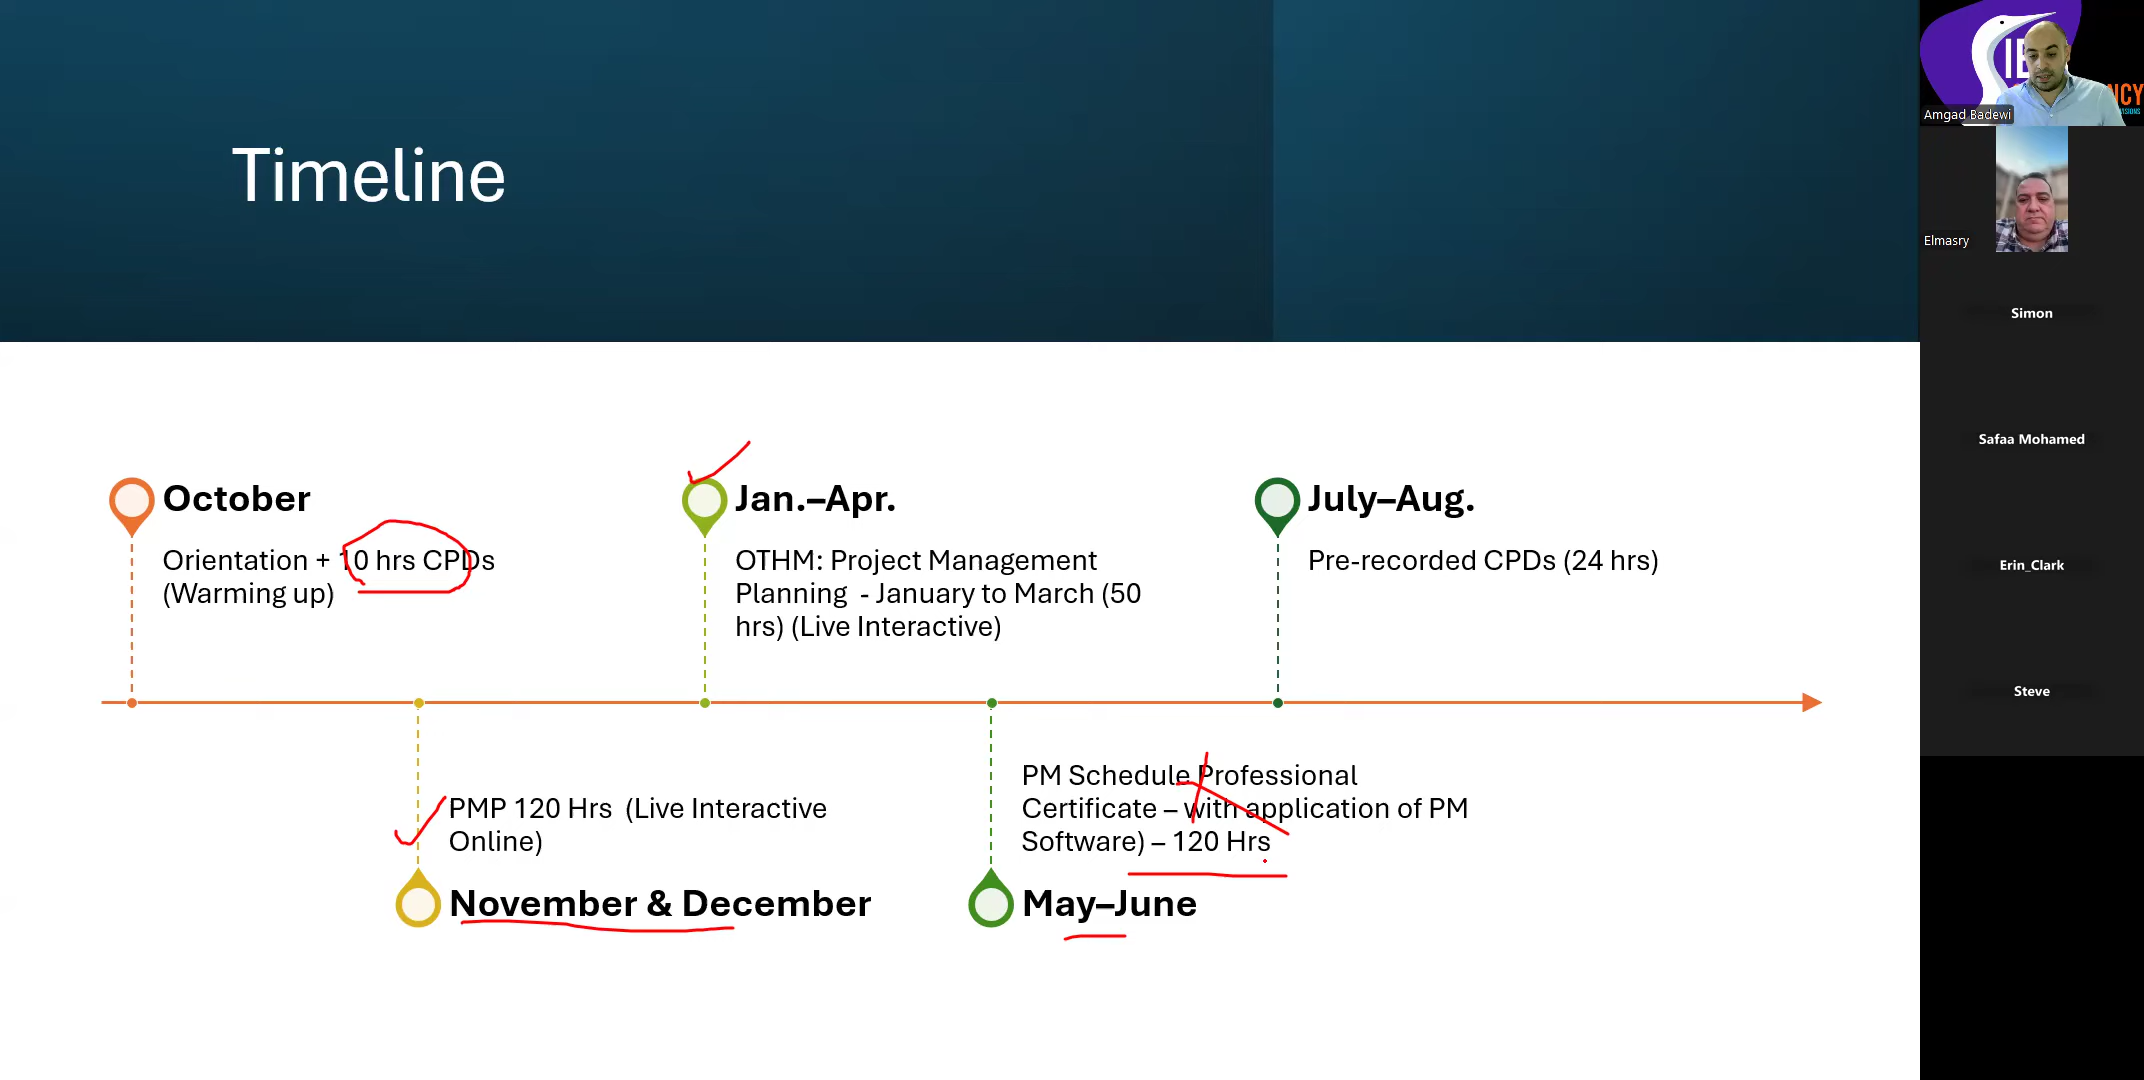 Timeline
October
Orientation + 10 hrs CPDs
(Warming up)
Jan.–Apr.
OTHM: Project Management
Planning  - January to March (50
hrs) (Live Interactive)
July–Aug.
Pre-recorded CPDs (24 hrs)
PMP 120 Hrs  (Live Interactive
Online)
November & December
PM Schedule Professional
Certificate – with application of PM
Software) – 120 Hrs
May–June
Amgad Badewi
Elmasry
Simon
Safaa Mohamed
Erin_Clark
Steve